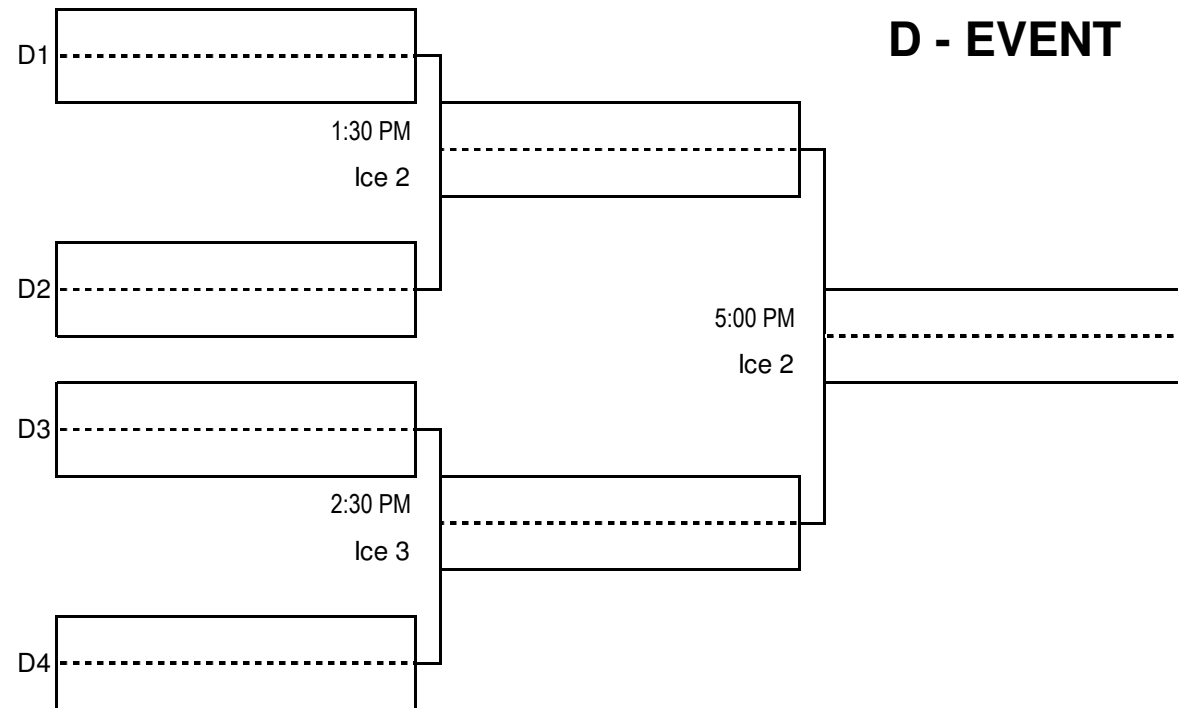 D - EVENT
D1
1:30 PM
Ice 2
D2
5:00 PM
Ice 2
D3
2:30 PM
Ice 3
D4